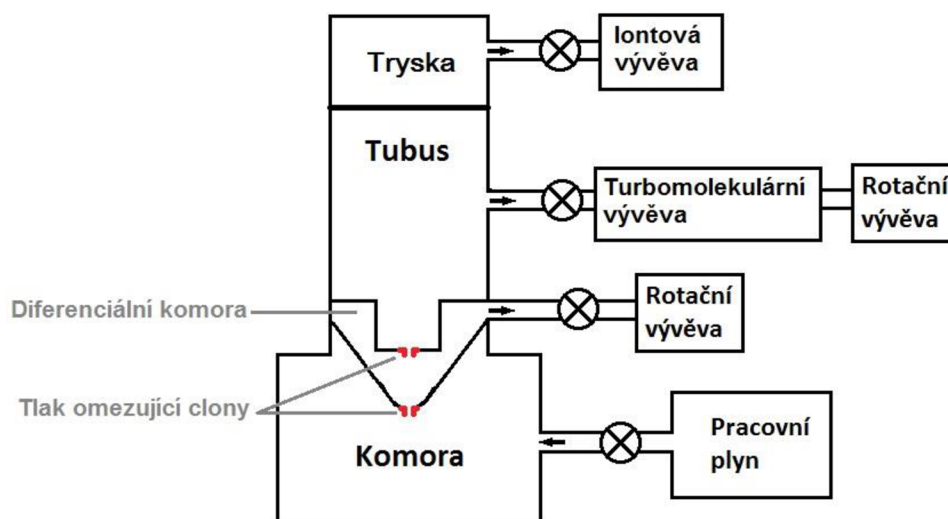 Tryska
Iontová
vývěva
Tubus
Turbomolekulární
vývěva
Rotační
vývěva
Diferenciální komora
Rotační
vývěva
Tlak omezující clony
Komora
Pracovní
plyn